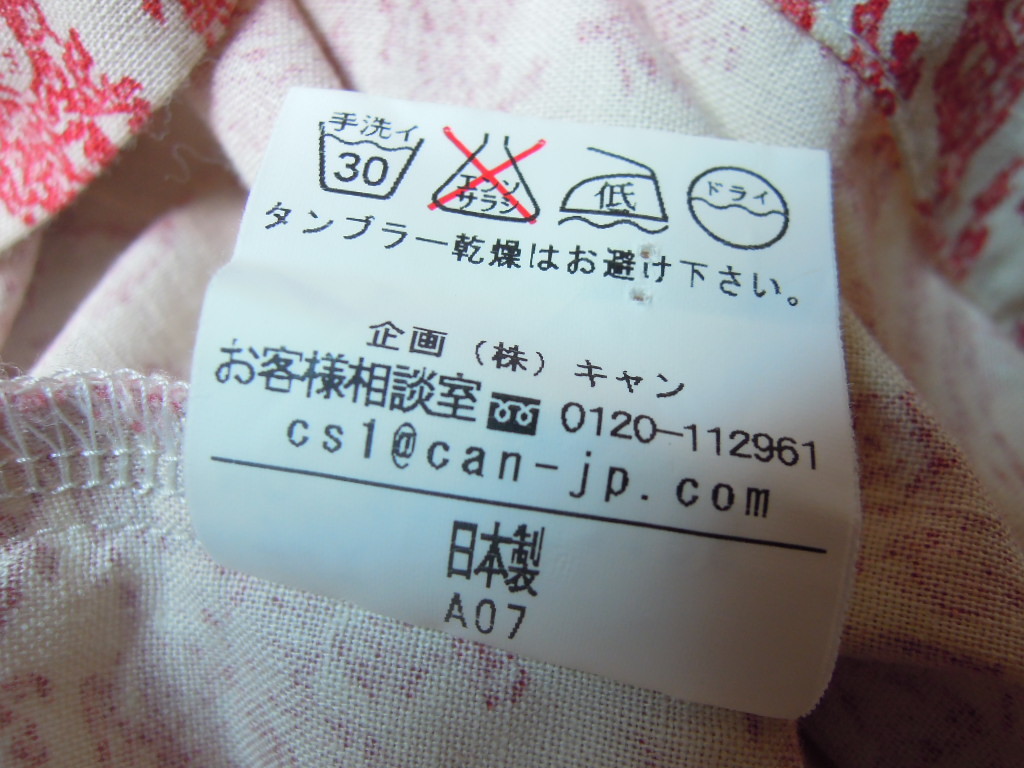 手洗イ
30
エンソ
サラシ
低
ドライ
タンブラー乾燥はお避け下さい。
企画 (株) キャン
お客様相談室 0120-112961
cs1@can-jp.com
日本製
A07